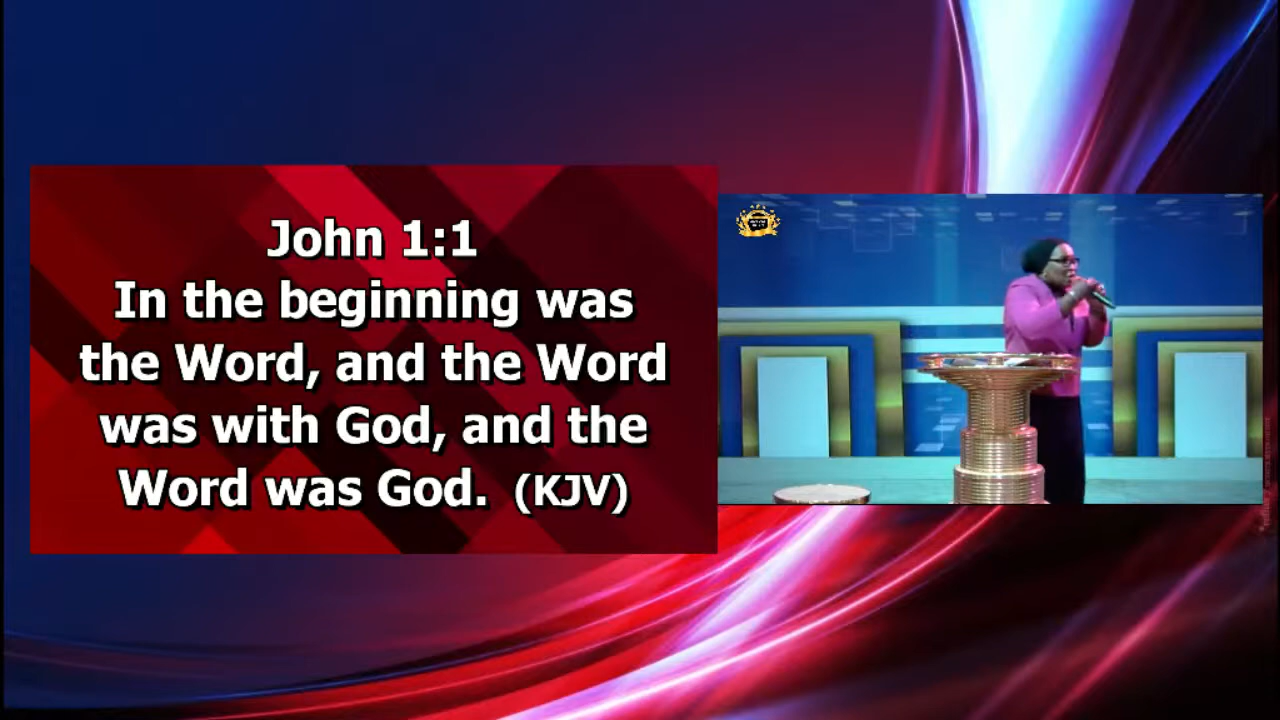 John 1:1
In the beginning was
the Word, and the Word
was with God, and the
Word was God. (KJV)